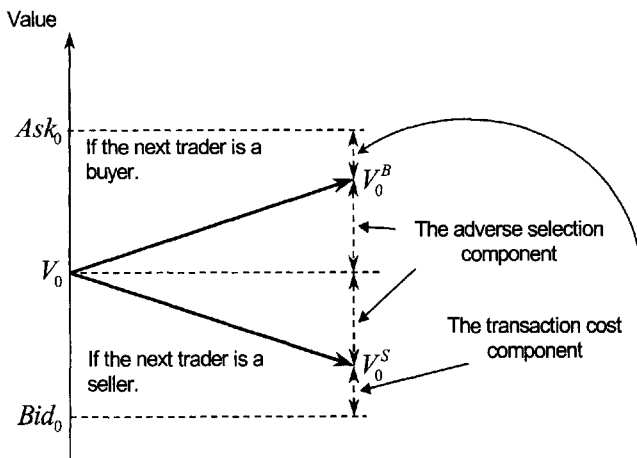 Value
Ask₀
If the next trader is a
buyer.
V₀ᴮ
The adverse selection
component
V₀
The transaction cost
component
If the next trader is a
seller.
V₀ˢ
Bid₀